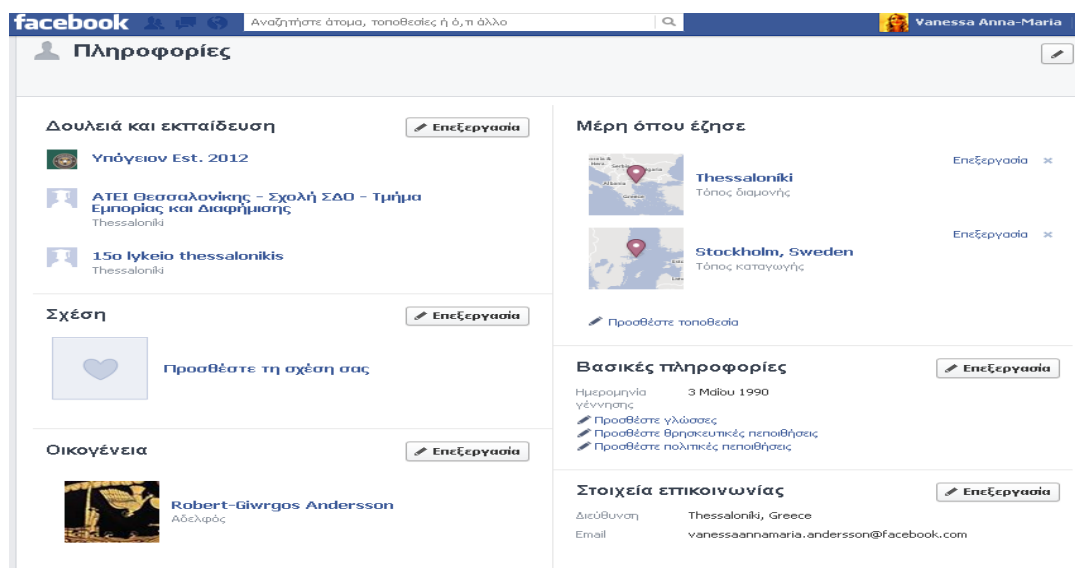 facebook
Αναζητήστε άτομα, τοποθεσίες ή ό,τι άλλο
Vanessa Anna-Maria
Πληροφορίες
Δουλειά και εκπαίδευση
Επεξεργασία
Υπόγειον Est. 2012
ΑΤΕΙ Θεσσαλονίκης - Σχολή ΣΔΟ - Τμήμα
Εμπορίας και Διαφήμισης
Thessaloníki
15o lykeio thessalonikis
Thessaloníki
Σχέση
Επεξεργασία
Προσθέστε τη σχέση σας
Οικογένεια
Επεξεργασία
Robert-Giwrgos Andersson
Αδελφός
Μέρη όπου έζησε
Επεξεργασία
Thessaloníki
Τόπος διαμονής
Επεξεργασία
Stockholm, Sweden
Τόπος καταγωγής
Προσθέστε τοποθεσία
Βασικές πληροφορίες
Επεξεργασία
Ημερομηνία
γέννησης
3 Μαΐου 1990
Προσθέστε γλώσσες
Προσθέστε θρησκευτικές πεποιθήσεις
Προσθέστε πολιτικές πεποιθήσεις
Στοιχεία επικοινωνίας
Επεξεργασία
Διεύθυνση
Thessaloníki, Greece
Email
vanessaannamaria.andersson@facebook.com